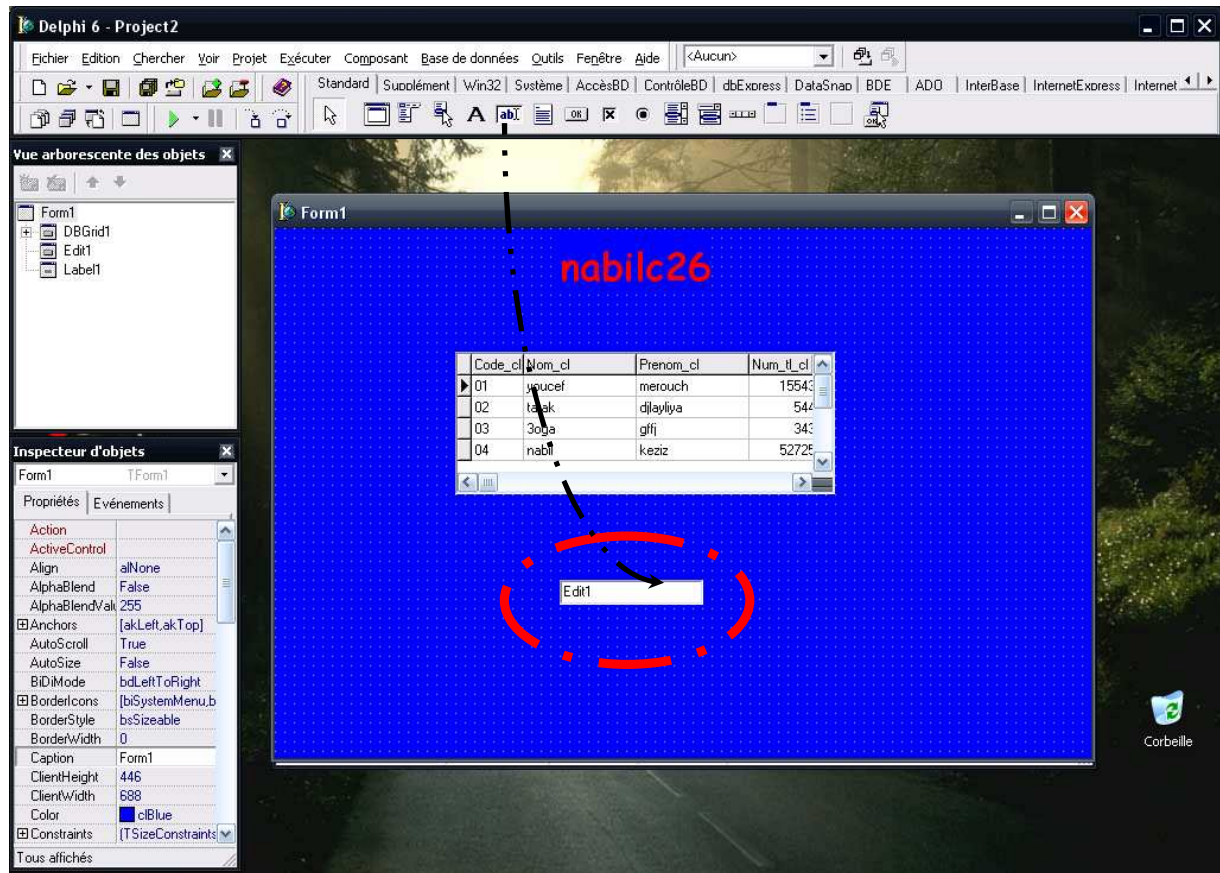 Delphi 6 - Project2
Fichier Edition Chercher Voir Projet Exécuter Composant Base de données Outils Fenêtre Aide <Aucun>
Standard Supplément Win32 Système AccèsBD ContrôleBD dbExpress DataSnap BDE ADO InterBase InternetExpress Internet
Vue arborescente des objets
Form1
DBGrid1
Edit1
Label1
Inspecteur d'objets
Form1 TForm1
Propriétés Evénements
Action
ActiveControl
Align alNone
AlphaBlend False
AlphaBlendValu 255
Anchors [akLeft,akTop]
AutoScroll True
AutoSize False
BiDiMode bdLeftToRight
BorderIcons [biSystemMenu,b
BorderStyle bsSizeable
BorderWidth 0
Caption Form1
ClientHeight 446
ClientWidth 688
Color clBlue
Constraints (TSizeConstraints
Tous affichés
Form1
nabilc26
Code_cl Nom_cl Prenom_cl Num_tl_cl
01 youcef merouch 15543
02 djlayliya 544
03 3oga gffj 343
04 nabil keziz 52725
Edit1
Corbeille